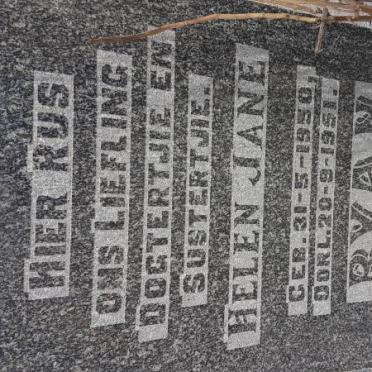 HIER RUS
ONS LIEFLING
DOGTERTJIE EN
SUSTERTJIE.
HELEN JANE
GEB. 31-5-1950.
OORL. 20-9-1951.